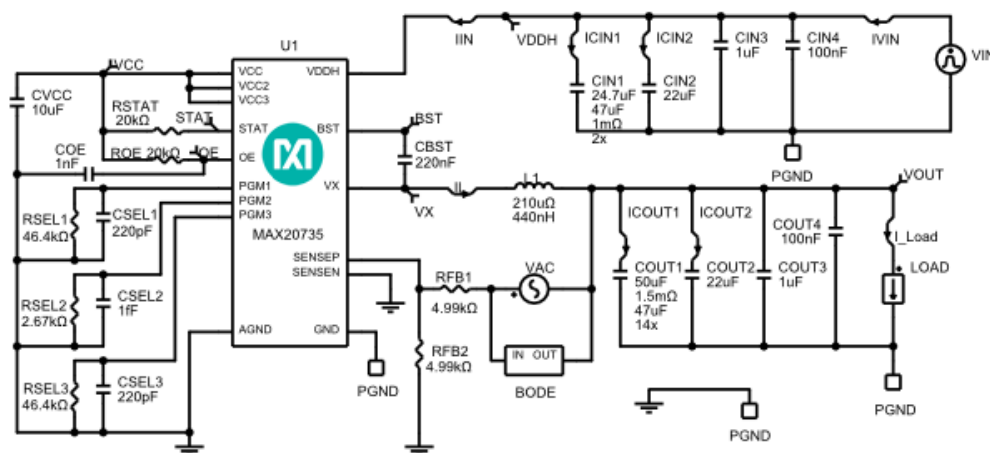 U1
IIN
VDDH
ICIN1
ICIN2
CIN3
1uF
CIN4
100nF
IVIN
VIN
IVCC
VCC
VCC2
VCC3
VDDH
CIN1
24.7uF
47uF
1mΩ
2x
CIN2
22uF
CVCC
10uF
RSTAT
20kΩ
STAT
STAT
BST
BST
CBST
220nF
COE
1nF
ROE 20kΩ
OE
OE
PGND
PGM1
PGM2
PGM3
VX
VX
IL
L1
210uΩ
440nH
VOUT
RSEL1
46.4kΩ
CSEL1
220pF
MAX20735
ICOUT1
ICOUT2
COUT4
100nF
I_Load
SENSEP
SENSEN
RFB1
4.99kΩ
VAC
COUT1
50uF
1.5mΩ
47uF
14x
COUT2
22uF
COUT3
1uF
LOAD
RSEL2
2.67kΩ
CSEL2
1fF
AGND
GND
RFB2
4.99kΩ
IN OUT
BODE
PGND
RSEL3
46.4kΩ
CSEL3
220pF
PGND
PGND